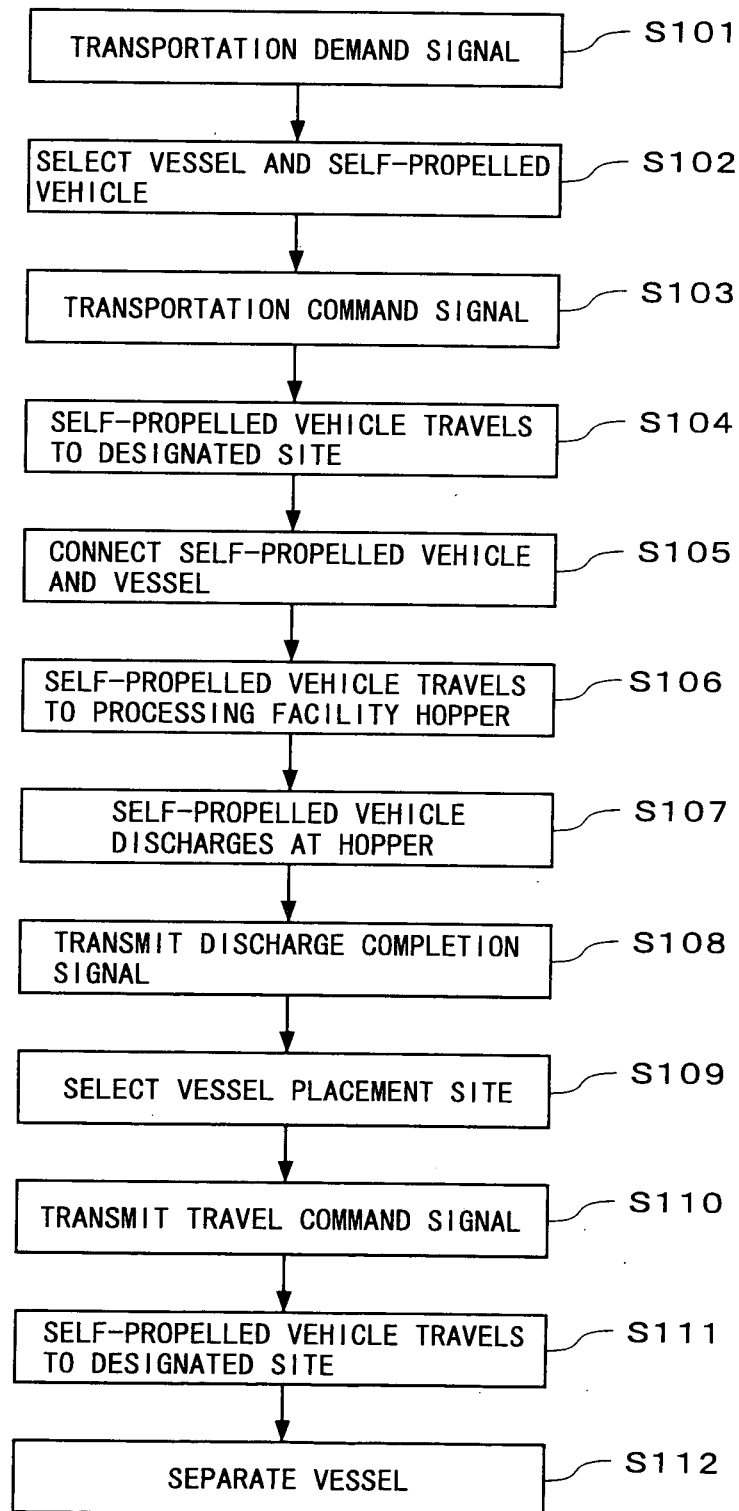 TRANSPORTATION DEMAND SIGNAL S101
SELECT VESSEL AND SELF-PROPELLED S102
VEHICLE
TRANSPORTATION COMMAND SIGNAL S103
SELF-PROPELLED VEHICLE TRAVELS S104
TO DESIGNATED SITE
CONNECT SELF-PROPELLED VEHICLE S105
AND VESSEL
SELF-PROPELLED VEHICLE TRAVELS S106
TO PROCESSING FACILITY HOPPER
SELF-PROPELLED VEHICLE S107
DISCHARGES AT HOPPER
TRANSMIT DISCHARGE COMPLETION S108
SIGNAL
SELECT VESSEL PLACEMENT SITE S109
TRANSMIT TRAVEL COMMAND SIGNAL S110
SELF-PROPELLED VEHICLE TRAVELS S111
TO DESIGNATED SITE
SEPARATE VESSEL S112